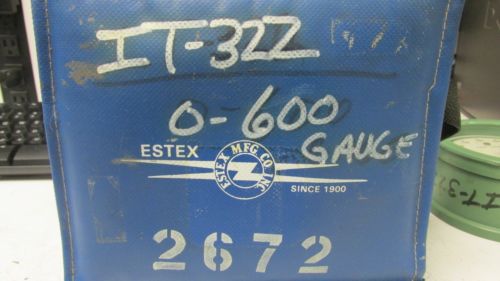 IT-322
0-600
GAUGE
ESTEX
ESTEX MFG CO. INC
SINCE 1900
2672